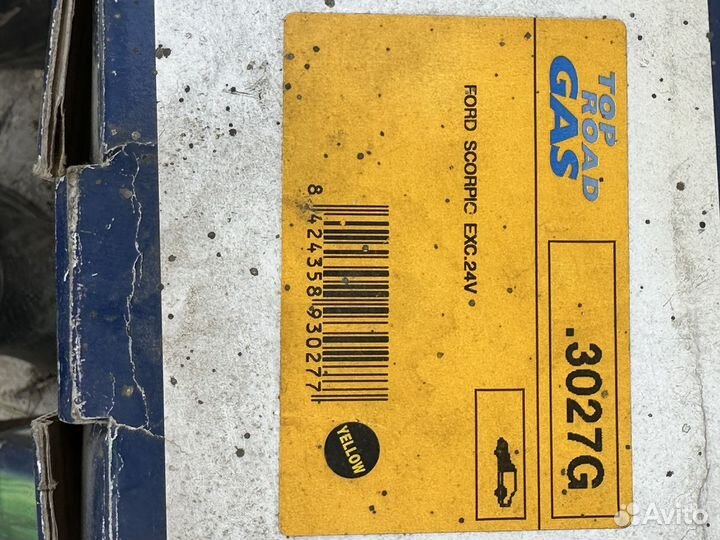 TOP
ROAD
GAS
.3027G
FORD SCORPIO EXC.24V
8 424358 930277
YELLOW
Avito